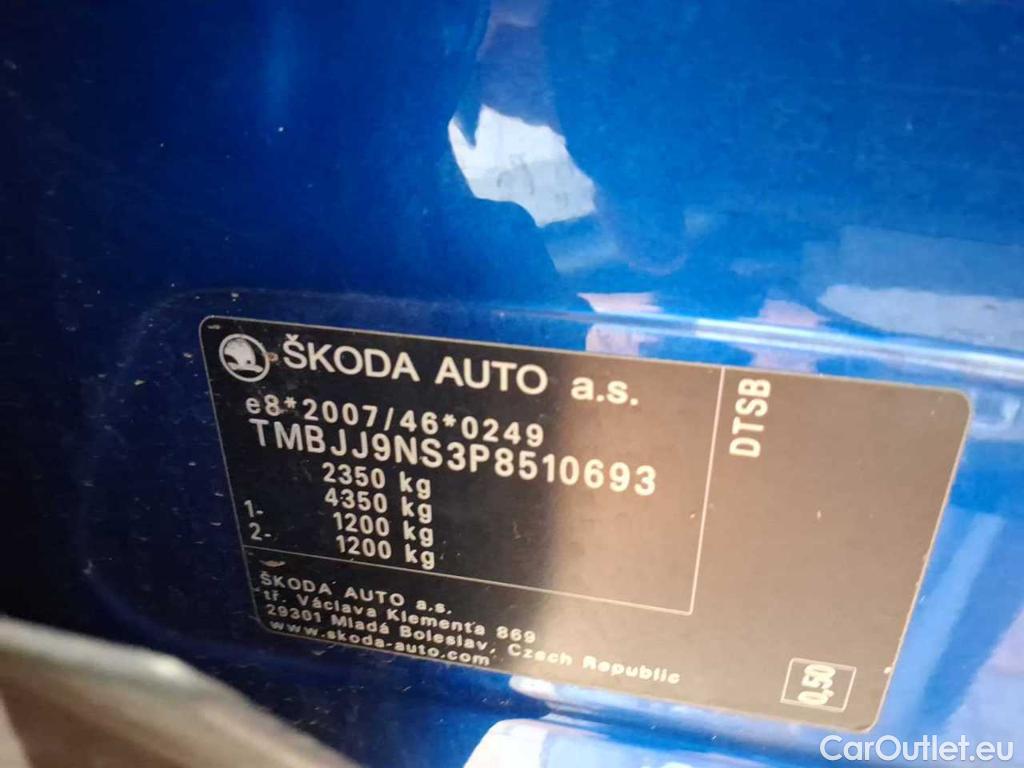 ŠKODA AUTO a.s.
e8*2007/46*0249
TMBJJ9NS3P8510693
2350 kg
4350 kg
1- 1200 kg
2- 1200 kg
ŠKODA AUTO a.s.
tř. Václava Klementa 869
29301 Mladá Boleslav, Czech Republic
www.skoda-auto.com
DTSB
0,50
CarOutlet.eu